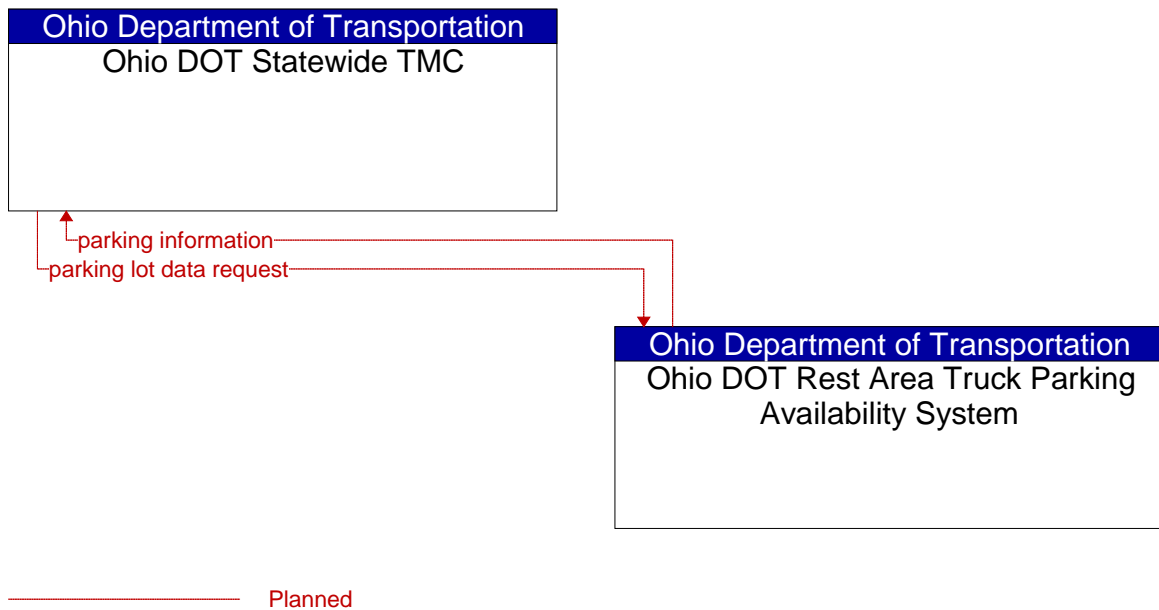 Ohio Department of Transportation
Ohio DOT Statewide TMC
parking information
parking lot data request
Ohio Department of Transportation
Ohio DOT Rest Area Truck Parking
Availability System
Planned